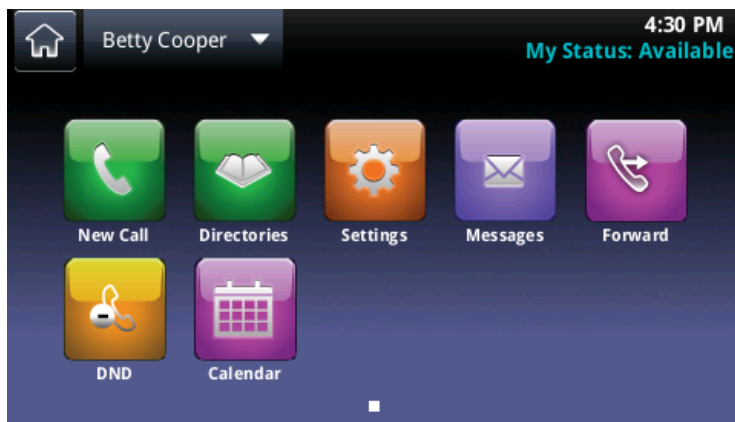 Betty Cooper
4:30 PM
My Status: Available
New Call
Directories
Settings
Messages
Forward
DND
Calendar